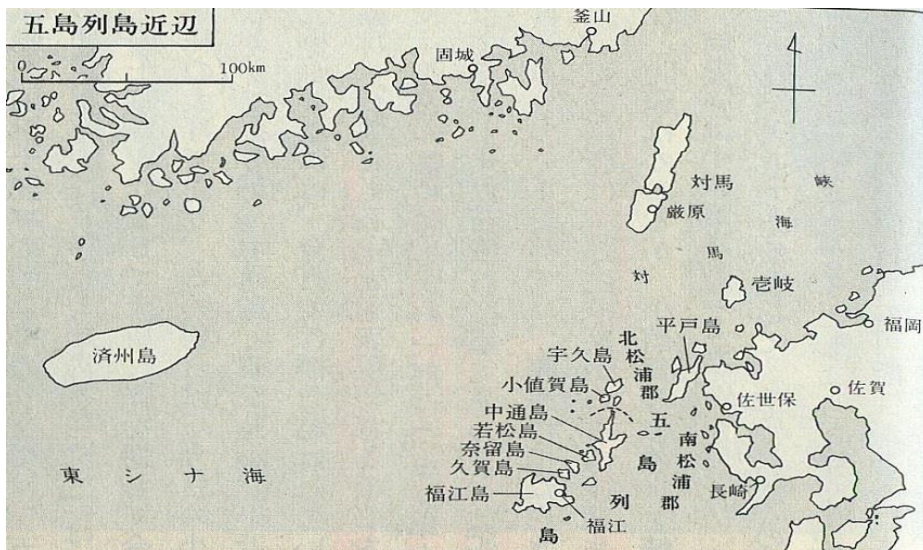 五島列島近辺
0 100km
釜山
固城
対馬
厳原
対馬海峡
壱岐
福岡
平戸島
北松浦郡
宇久島
小値賀島
佐賀
佐世保
済州島
中通島
若松島
奈留島
久賀島
五島列島
南松浦郡
東シナ海
福江島
福江
長崎